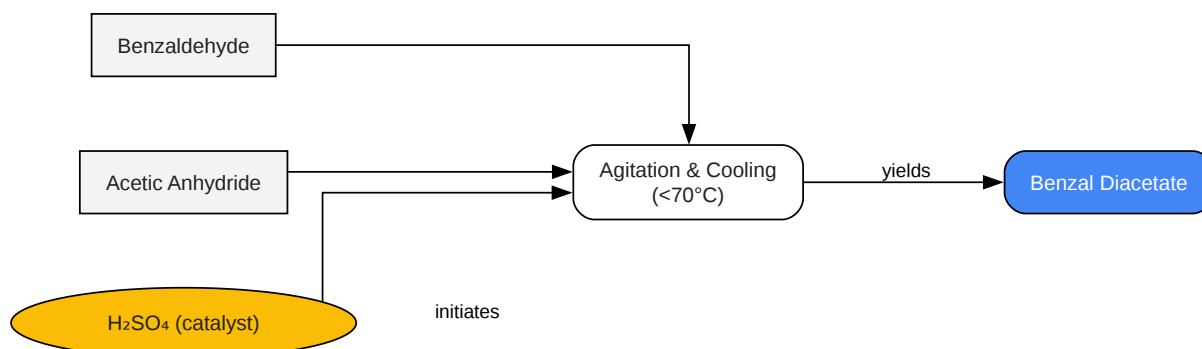 Benzaldehyde
Acetic Anhydride
Agitation & Cooling
(<70°C)
yields
Benzal Diacetate
H₂SO₄ (catalyst)
initiates